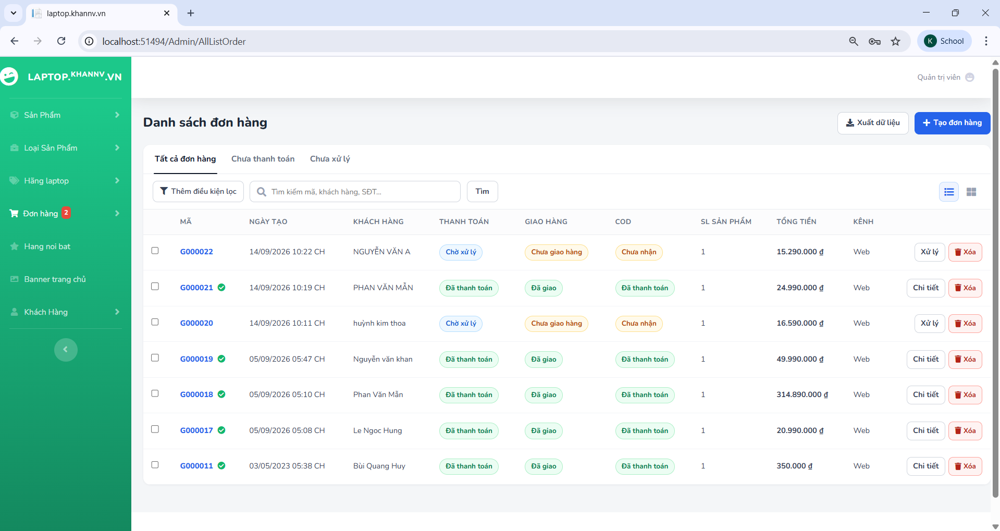 laptop.khannv.vn
localhost:51494/Admin/AllListOrder
K School
LAPTOP.KHANNV.VN
Quản trị viên
Sản Phẩm
Loại Sản Phẩm
Hãng laptop
Đơn hàng 2
Hang noi bat
Banner trang chủ
Khách Hàng
Danh sách đơn hàng
Xuất dữ liệu
Tạo đơn hàng
Tất cả đơn hàng Chưa thanh toán Chưa xử lý
Thêm điều kiện lọc Tìm kiếm mã, khách hàng, SĐT... Tìm
MÃ NGÀY TẠO KHÁCH HÀNG THANH TOÁN GIAO HÀNG COD SL SẢN PHẨM TỔNG TIỀN KÊNH
G000022 14/09/2026 10:22 CH NGUYỄN VĂN A Chờ xử lý Chưa giao hàng Chưa nhận 1 15.290.000 ₫ Web Xử lý Xóa
G000021 14/09/2026 10:19 CH PHAN VĂN MẪN Đã thanh toán Đã giao Đã thanh toán 1 24.990.000 ₫ Web Chi tiết Xóa
G000020 14/09/2026 10:11 CH huỳnh kim thoa Chờ xử lý Chưa giao hàng Chưa nhận 1 16.590.000 ₫ Web Xử lý Xóa
G000019 05/09/2026 05:47 CH Nguyễn văn khan Đã thanh toán Đã giao Đã thanh toán 1 49.990.000 ₫ Web Chi tiết Xóa
G000018 05/09/2026 05:10 CH Phan Văn Mẫn Đã thanh toán Đã giao Đã thanh toán 1 314.890.000 ₫ Web Chi tiết Xóa
G000017 05/09/2026 05:08 CH Le Ngoc Hung Đã thanh toán Đã giao Đã thanh toán 1 20.990.000 ₫ Web Chi tiết Xóa
G000011 03/05/2023 05:38 CH Bùi Quang Huy Đã thanh toán Đã giao Đã thanh toán 1 350.000 ₫ Web Chi tiết Xóa